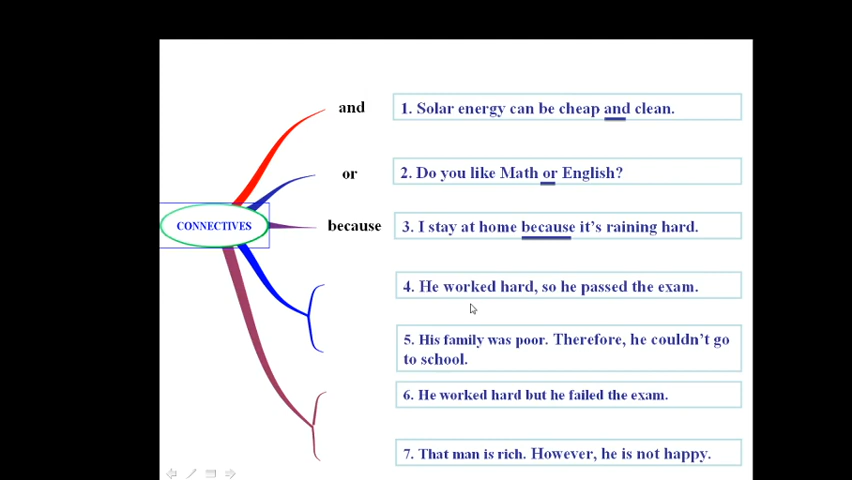 and
1. Solar energy can be cheap and clean.
or
2. Do you like Math or English?
CONNECTIVES
because
3. I stay at home because it's raining hard.
4. He worked hard, so he passed the exam.
5. His family was poor. Therefore, he couldn't go
to school.
6. He worked hard but he failed the exam.
7. That man is rich. However, he is not happy.